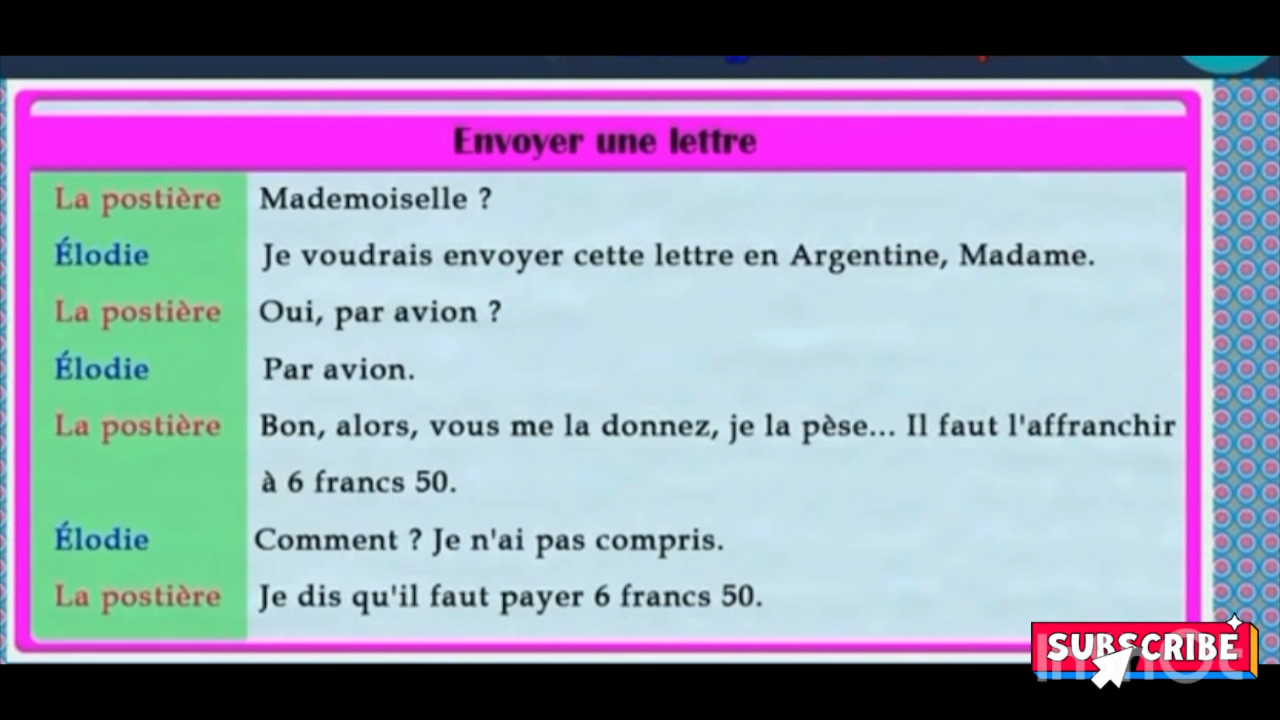 Envoyer une lettre
La postière Mademoiselle ?
Élodie Je voudrais envoyer cette lettre en Argentine, Madame.
La postière Oui, par avion ?
Élodie Par avion.
La postière Bon, alors, vous me la donnez, je la pèse... Il faut l'affranchir
à 6 francs 50.
Élodie Comment ? Je n'ai pas compris.
La postière Je dis qu'il faut payer 6 francs 50.
SUBSCRIBE